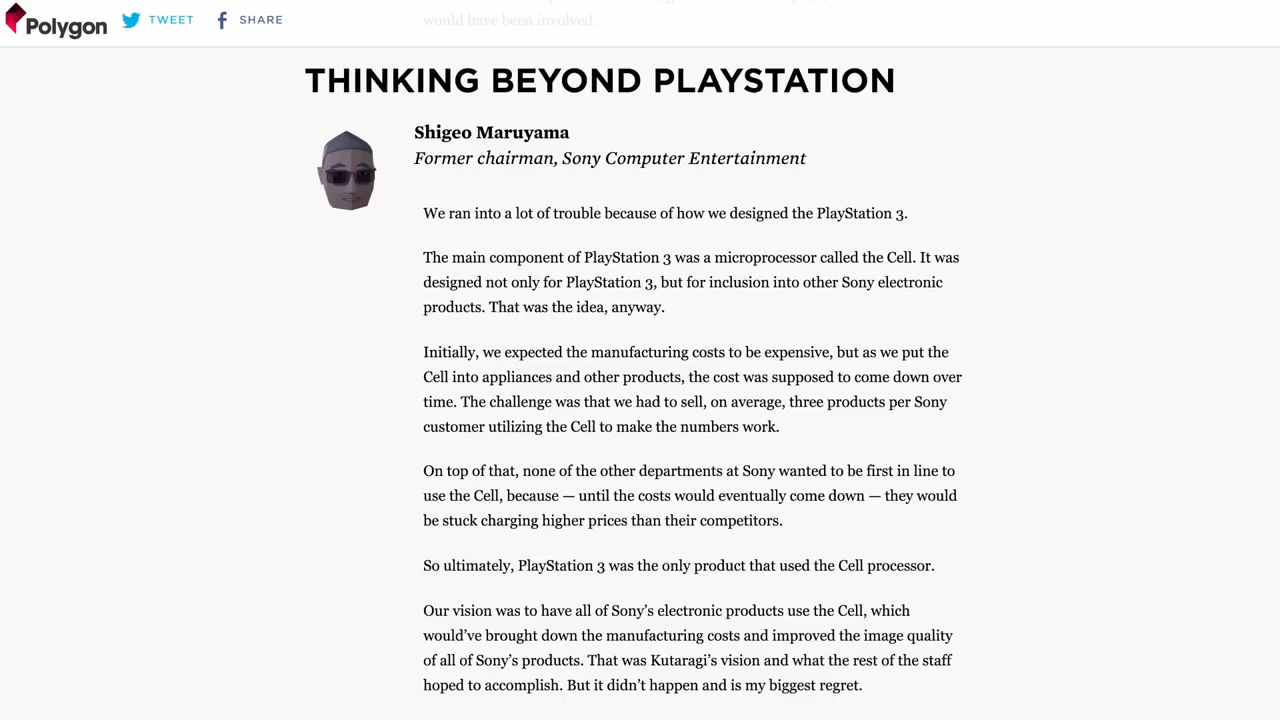 Polygon TWEET SHARE
would have been involved.
THINKING BEYOND PLAYSTATION
Shigeo Maruyama
Former chairman, Sony Computer Entertainment
We ran into a lot of trouble because of how we designed the PlayStation 3.
The main component of PlayStation 3 was a microprocessor called the Cell. It was
designed not only for PlayStation 3, but for inclusion into other Sony electronic
products. That was the idea, anyway.
Initially, we expected the manufacturing costs to be expensive, but as we put the
Cell into appliances and other products, the cost was supposed to come down over
time. The challenge was that we had to sell, on average, three products per Sony
customer utilizing the Cell to make the numbers work.
On top of that, none of the other departments at Sony wanted to be first in line to
use the Cell, because — until the costs would eventually come down — they would
be stuck charging higher prices than their competitors.
So ultimately, PlayStation 3 was the only product that used the Cell processor.
Our vision was to have all of Sony’s electronic products use the Cell, which
would’ve brought down the manufacturing costs and improved the image quality
of all of Sony’s products. That was Kutaragi’s vision and what the rest of the staff
hoped to accomplish. But it didn’t happen and is my biggest regret.